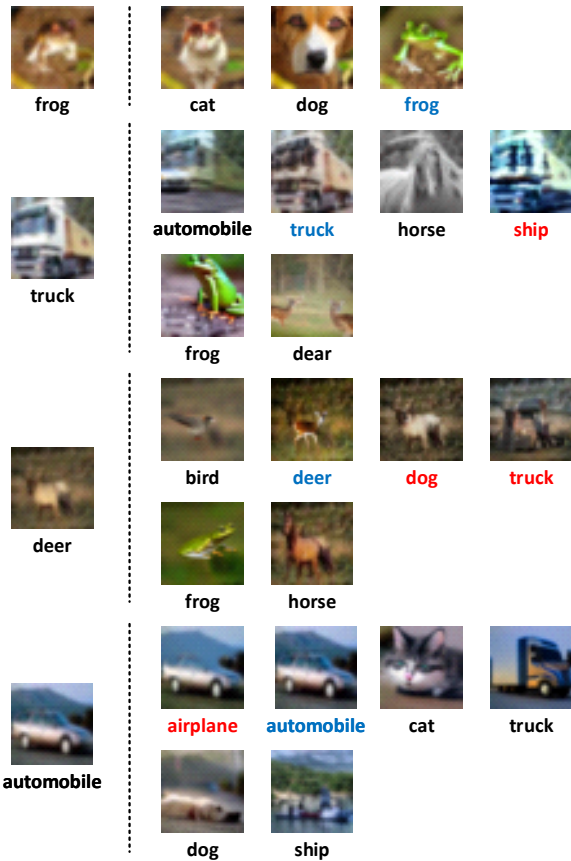 frog cat dog frog
automobile truck horse ship
truck
frog dear
bird deer dog truck
deer
frog horse
airplane automobile cat truck
automobile
dog ship